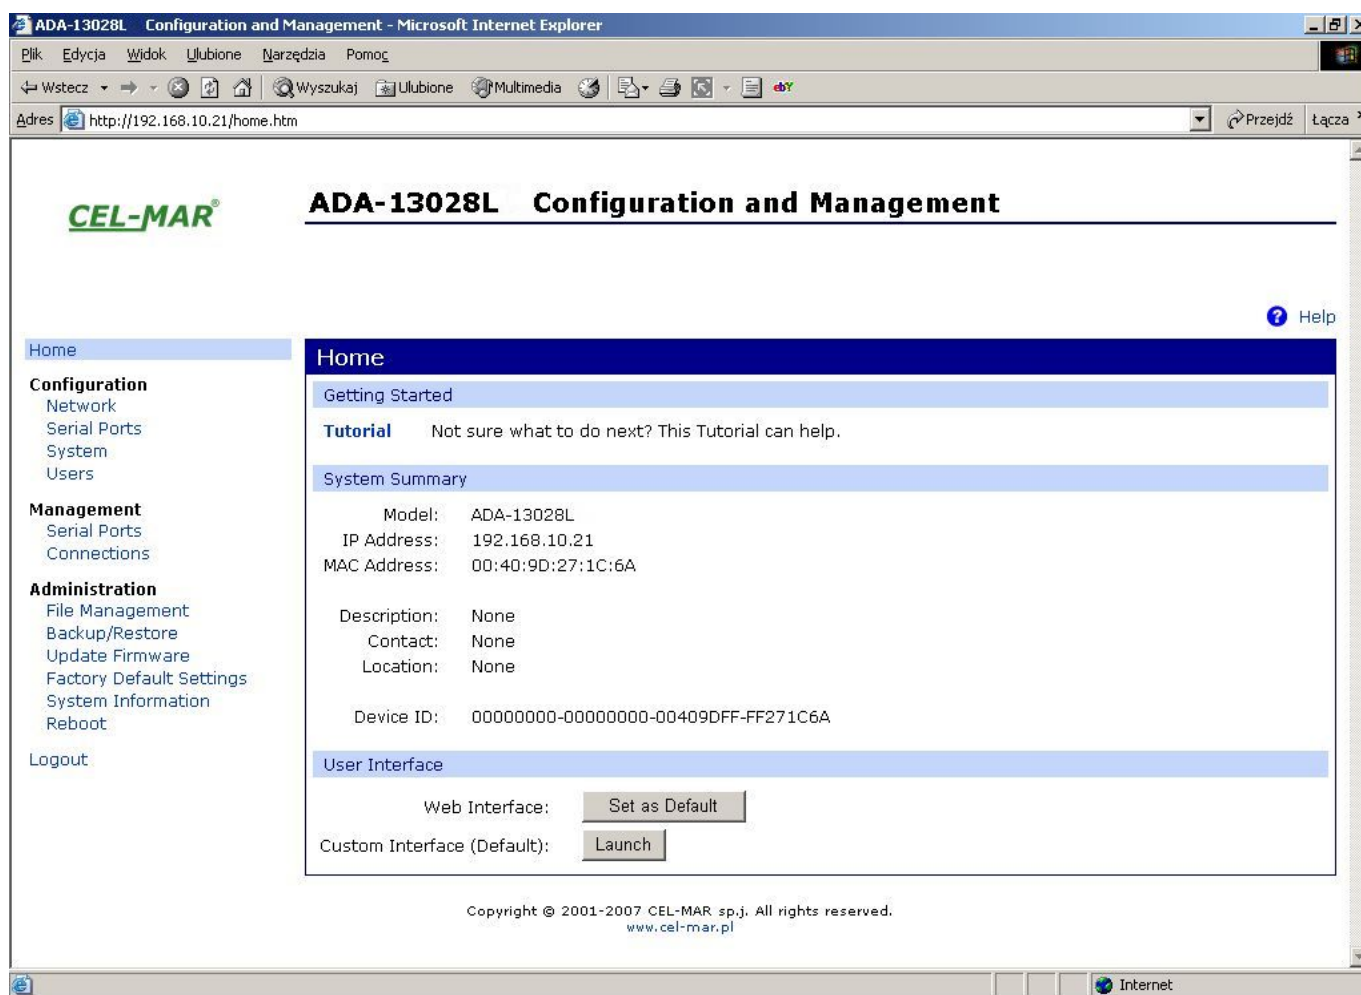 ADA-13028L Configuration and Management - Microsoft Internet Explorer
Plik Edycja Widok Ulubione Narzędzia Pomoc
Wstecz Wyszukaj Ulubione Multimedia ebY
Adres http://192.168.10.21/home.htm Przejdź Łącza
CEL-MAR®
ADA-13028L Configuration and Management
? Help
Home
Configuration
Network
Serial Ports
System
Users
Management
Serial Ports
Connections
Administration
File Management
Backup/Restore
Update Firmware
Factory Default Settings
System Information
Reboot
Logout
Home
Getting Started
Tutorial Not sure what to do next? This Tutorial can help.
System Summary
Model: ADA-13028L
IP Address: 192.168.10.21
MAC Address: 00:40:9D:27:1C:6A
Description: None
Contact: None
Location: None
Device ID: 00000000-00000000-00409DFF-FF271C6A
User Interface
Web Interface: Set as Default
Custom Interface (Default): Launch
Copyright © 2001-2007 CEL-MAR sp.j. All rights reserved.
www.cel-mar.pl
Internet